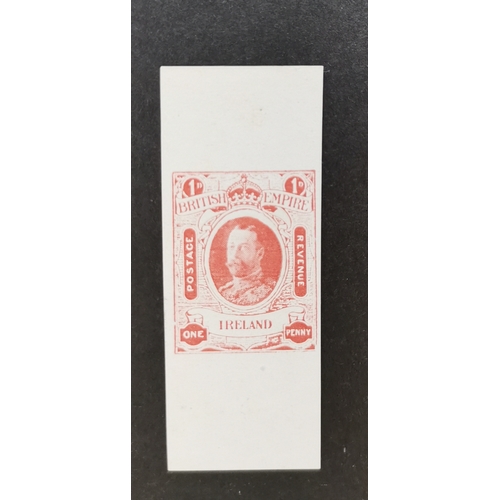 1D 1D
BRITISH EMPIRE
POSTAGE
REVENUE
IRELAND
ONE PENNY